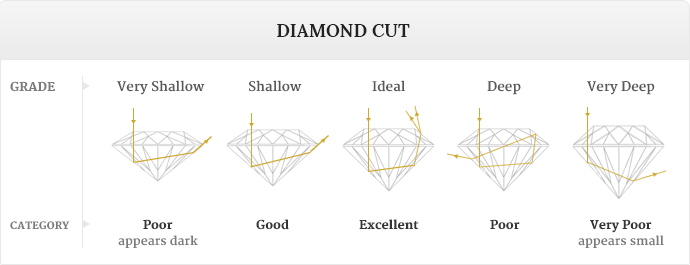 DIAMOND CUT
GRADE Very Shallow Shallow Ideal Deep Very Deep
CATEGORY Poor Good Excellent Poor Very Poor
appears dark appears small